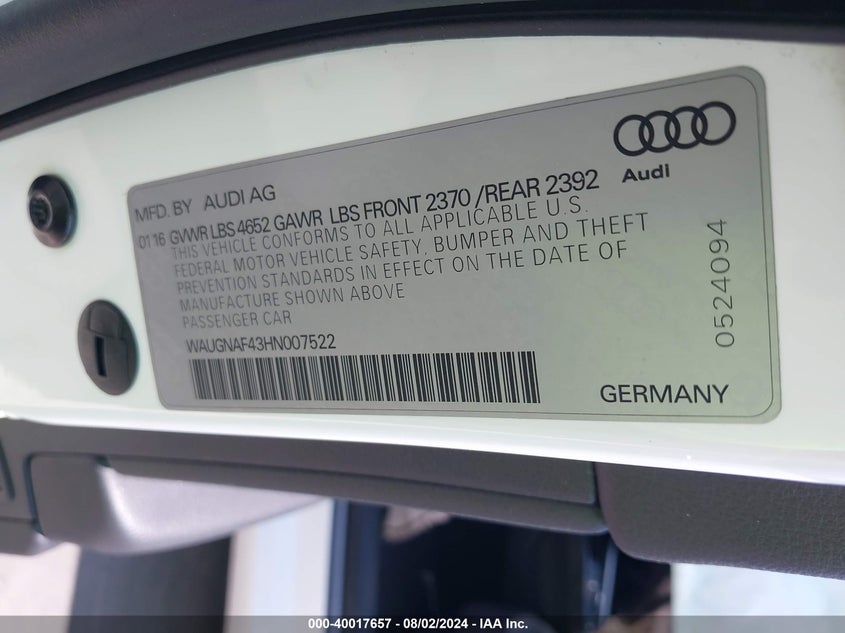 Audi
MFD. BY AUDI AG
01 16 GVWR LBS 4652 GAWR LBS FRONT 2370 /REAR 2392
THIS VEHICLE CONFORMS TO ALL APPLICABLE U.S.
FEDERAL MOTOR VEHICLE SAFETY, BUMPER AND THEFT
PREVENTION STANDARDS IN EFFECT ON THE DATE OF
MANUFACTURE SHOWN ABOVE
PASSENGER CAR
WAUGNAF43HN007522
0524094
GERMANY
000-40017657 - 08/02/2024 - IAA Inc.